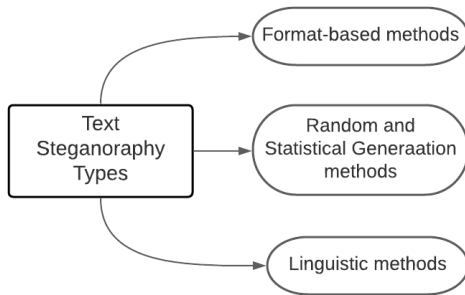 Format-based methods
Text
Steganoraphy
Types
Random and
Statistical Generaation
methods
Linguistic methods